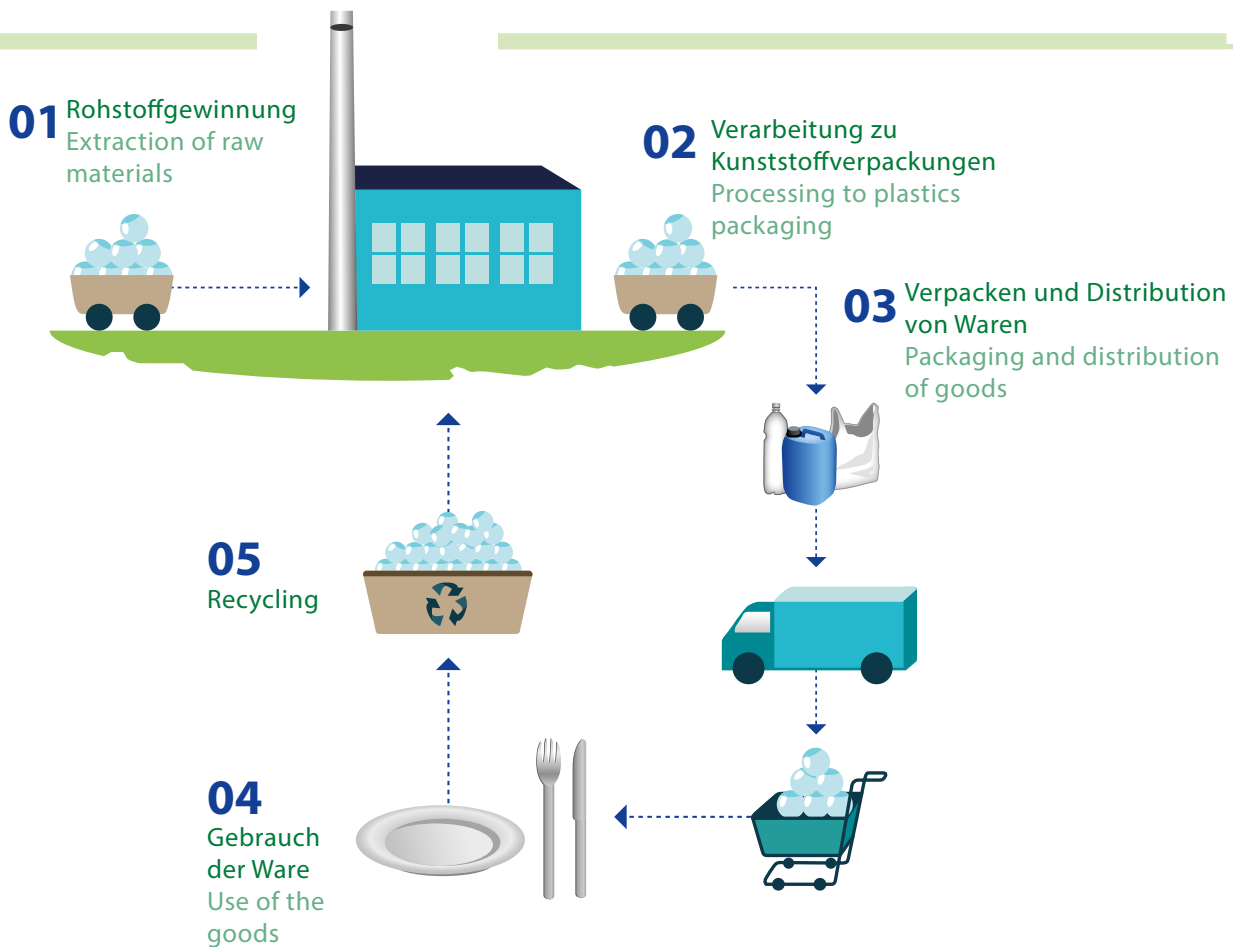 01
Rohstoffgewinnung
Extraction of raw
materials
02
Verarbeitung zu
Kunststoffverpackungen
Processing to plastics
packaging
03
Verpacken und Distribution
von Waren
Packaging and distribution
of goods
05
Recycling
04
Gebrauch
der Ware
Use of the
goods